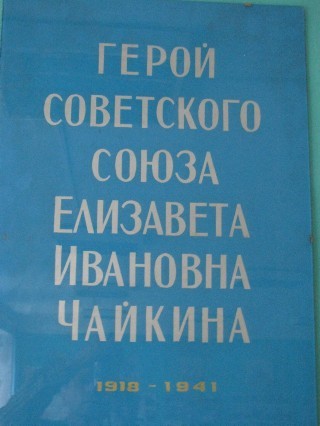 ГЕРОЙ
СОВЕТСКОГО
СОЮЗА
ЕЛИЗАВЕТА
ИВАНОВНА
ЧАЙКИНА
1918 - 1941